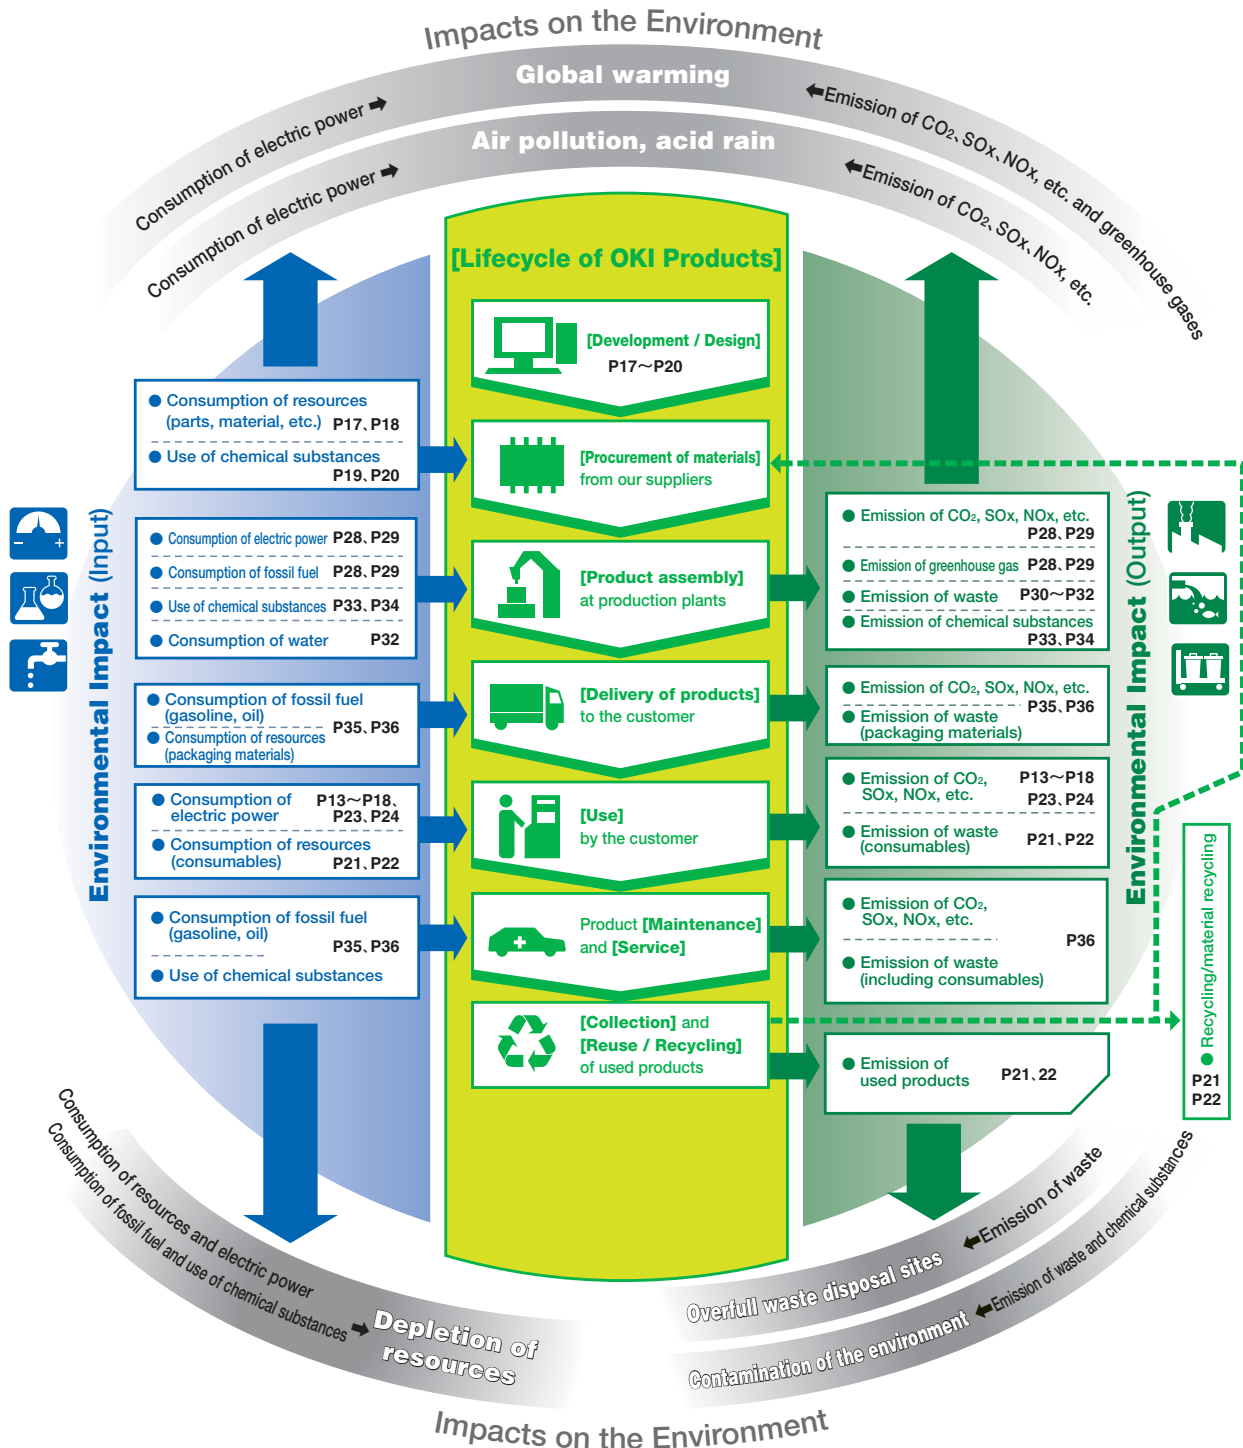 Impacts on the Environment
Global warming
Consumption of electric power
Emission of CO2、SOx、NOx, etc. and greenhouse gases
Air pollution, acid rain
Consumption of electric power
Emission of CO2、SOx、NOx, etc.
[Lifecycle of OKI Products]
[Development / Design]
P17～P20
[Procurement of materials]
from our suppliers
[Product assembly]
at production plants
[Delivery of products]
to the customer
[Use]
by the customer
Product [Maintenance]
and [Service]
[Collection] and
[Reuse / Recycling]
of used products
Environmental Impact (Input)
● Consumption of resources
(parts, material, etc.) P17、P18
● Use of chemical substances
P19、P20
● Consumption of electric power P28、P29
● Consumption of fossil fuel P28、P29
● Use of chemical substances P33、P34
● Consumption of water P32
● Consumption of fossil fuel
(gasoline, oil)
P35、P36
● Consumption of resources
(packaging materials)
● Consumption of P13～P18、
electric power P23、P24
● Consumption of resources
(consumables) P21、P22
● Consumption of fossil fuel
(gasoline, oil)
P35、P36
● Use of chemical substances
Environmental Impact (Output)
● Emission of CO2, SOx, NOx, etc.
P28、P29
● Emission of greenhouse gas P28、P29
● Emission of waste P30～P32
● Emission of chemical substances
P33、P34
● Emission of CO2, SOx, NOx, etc.
P35、P36
● Emission of waste
(packaging materials)
● Emission of CO2, P13～P18
SOx, NOx, etc. P23、P24
● Emission of waste
(consumables) P21、P22
● Emission of CO2,
SOx, NOx, etc.
P36
● Emission of waste
(including consumables)
● Emission of
used products P21、22
● Recycling/material recycling
P21
P22
Consumption of resources and electric power
Consumption of fossil fuel and use of chemical substances
Depletion of
resources
Emission of waste
Overfull waste disposal sites
Emission of waste and chemical substances
Contamination of the environment
Impacts on the Environment